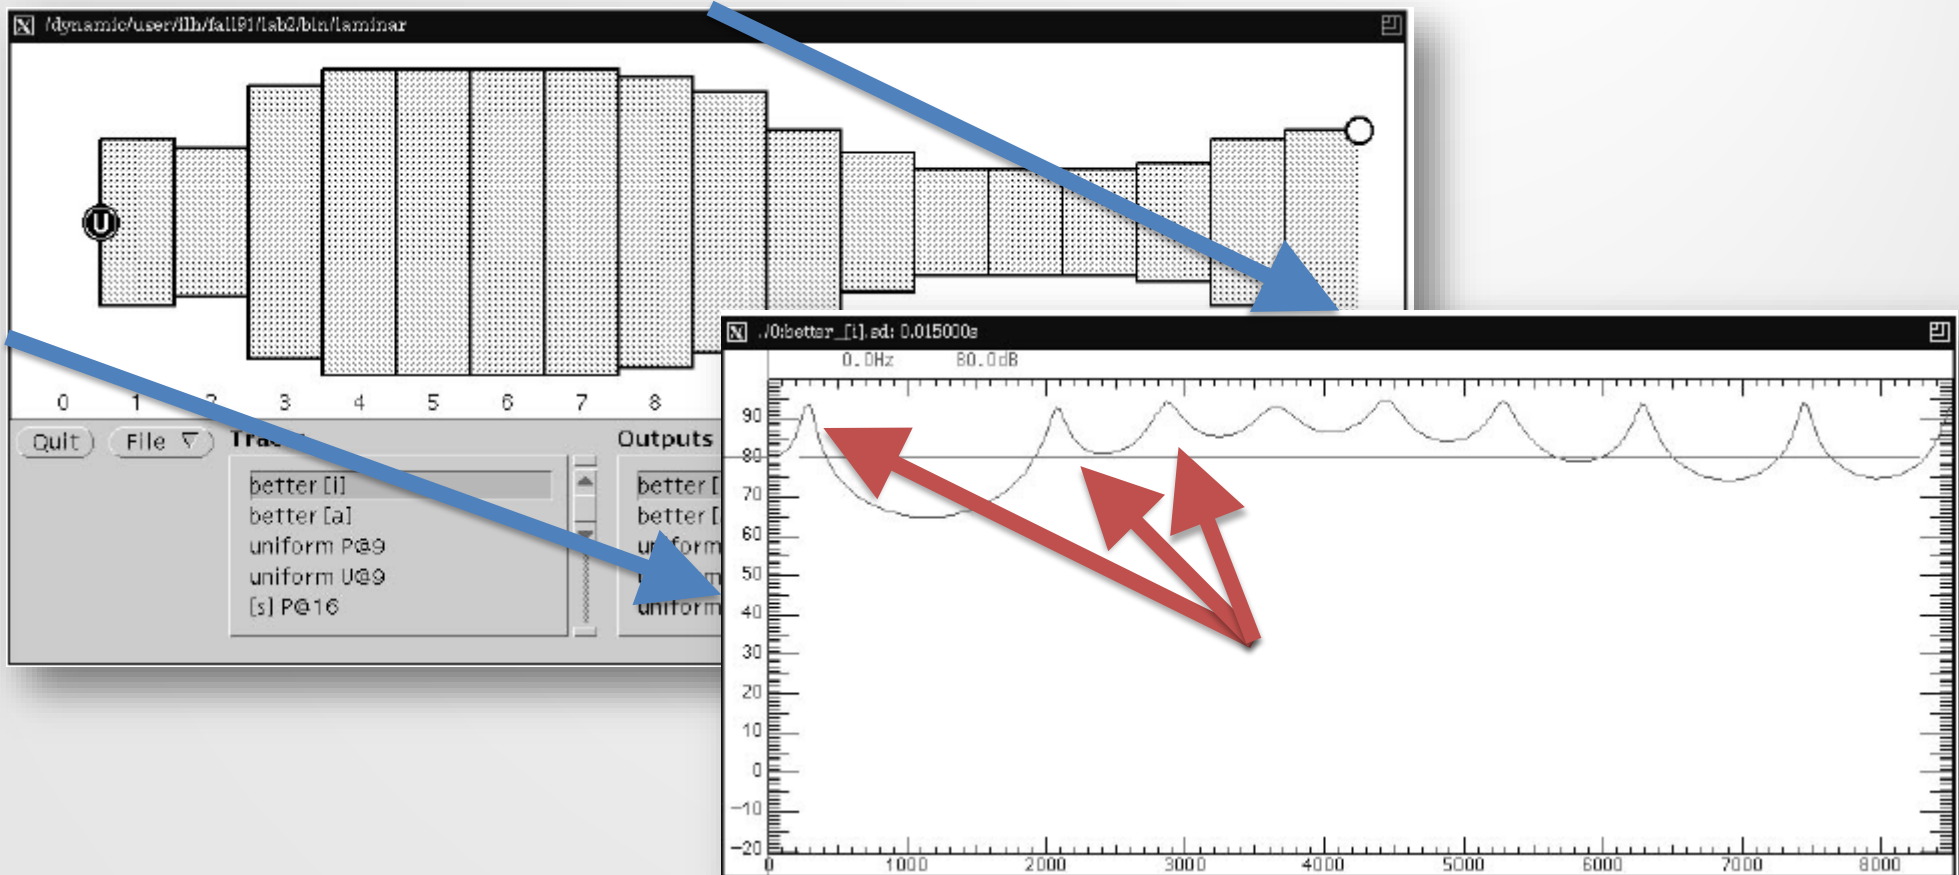 /dynamic/user/llh/fall91/lab2/bin/laminar
U
0 1 2 3 4 5 6 7 8
Quit File
Outputs
better [i]
better [a]
uniform P@9
uniform U@9
[s] P@16
better [
better [
uniform
./0:better_[i].sd: 0.015000s
0.0Hz 80.0dB
90
80
70
60
50
40
30
20
10
0
-10
-20
0 1000 2000 3000 4000 5000 6000 7000 8000